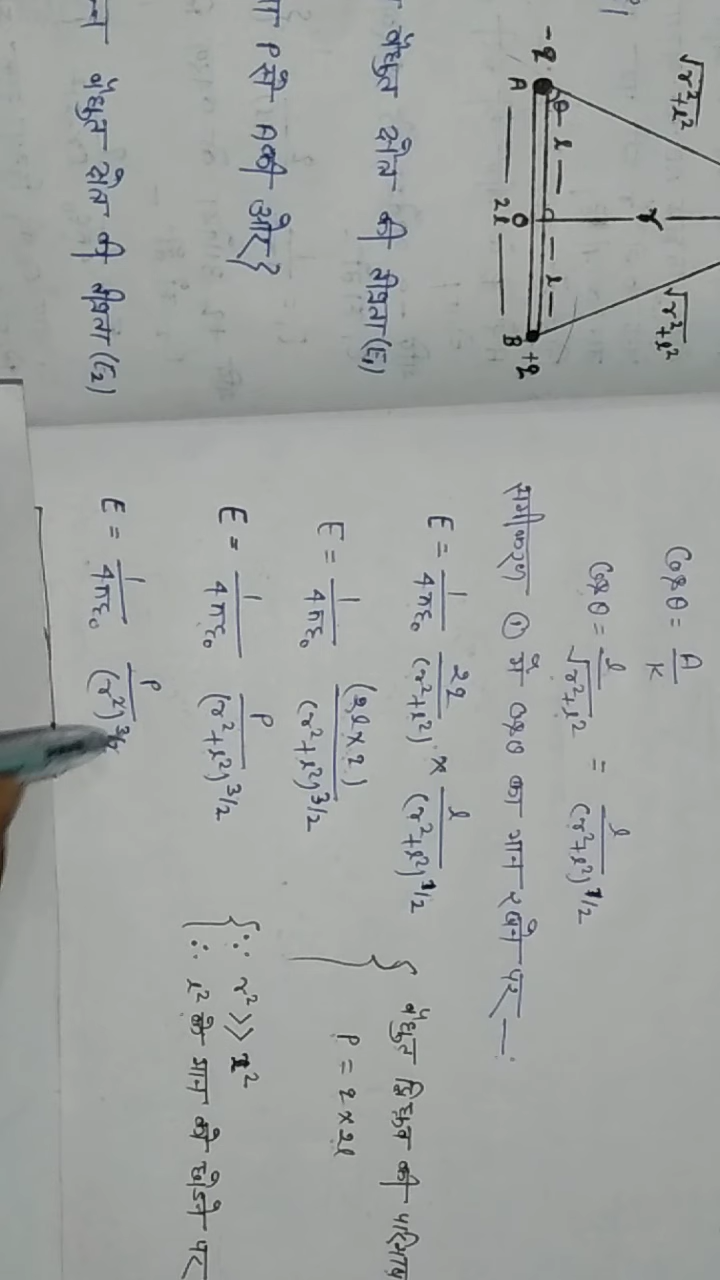 √r²+l²
-q
A
θ
l
2l
O
r
l
B
+q
√r²+l²
वैद्युत क्षेत्र की तीव्रता (E₁)
P से A की ओर}
वैद्युत क्षेत्र की तीव्रता (E₂)
Cosθ = A/K
Cosθ = l/√r²+l² = l/(r²+l²)^1/2
समीकरण ① में Cosθ का मान रखने पर —:
E = 1/4πε₀ 2q/(r²+l²) × l/(r²+l²)^1/2
{ वैद्युत द्विध्रुव की
E = 1/4πε₀ (2l×q)/(r²+l²)^3/2
P = q×2l
E = 1/4πε₀ P/(r²+l²)^3/2
{∵ r² >> l²
∴ l² के मान को छोड़ने पर
E = 1/4πε₀ P/(r²)^3/2